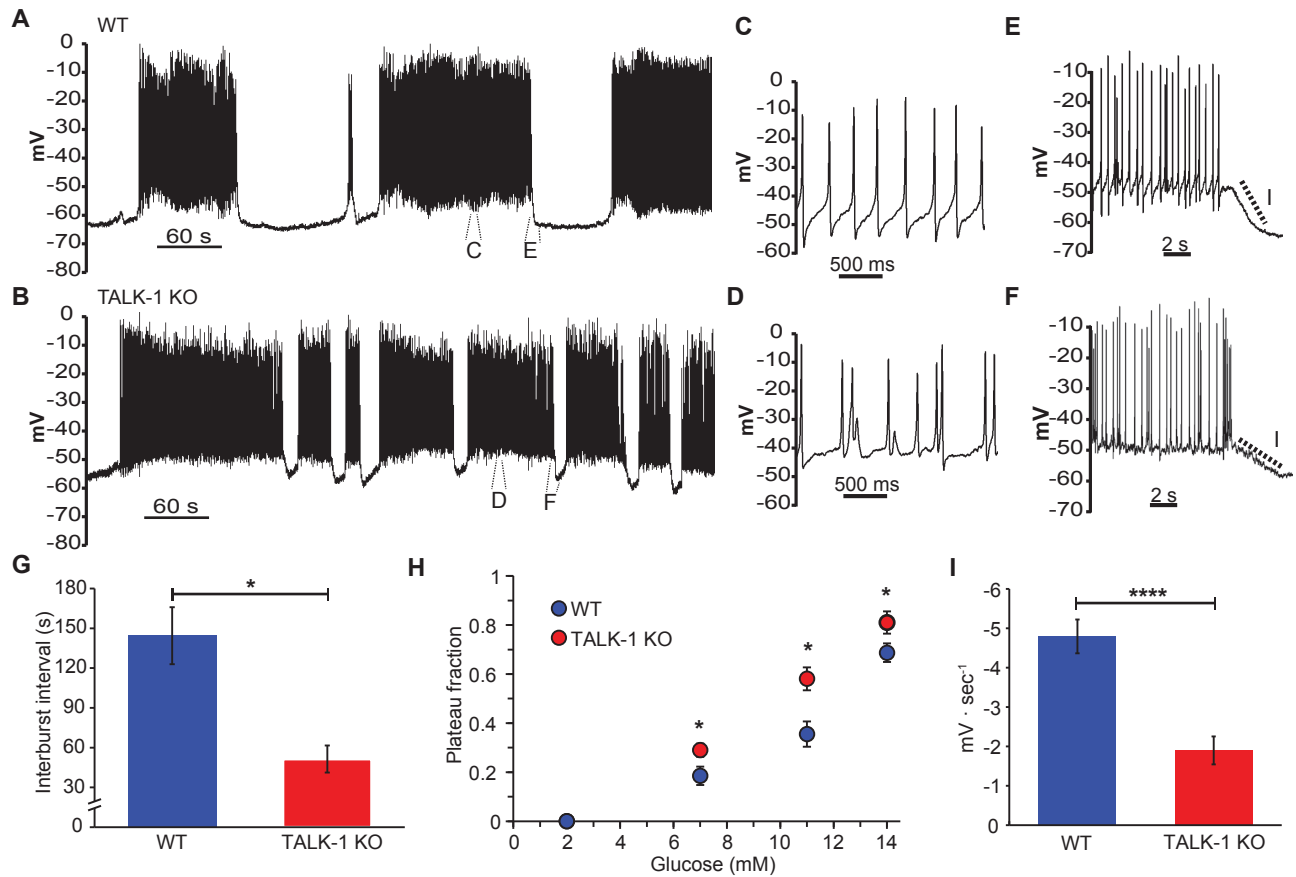 A
WT
0
-10
-20
-30
-40
-50
-60
-70
-80
mV
60 s
C
E
B
TALK-1 KO
0
-10
-20
-30
-40
-50
-60
-70
-80
mV
60 s
D
F
C
0
-10
-20
-30
-40
-50
-60
mV
500 ms
D
0
-10
-20
-30
-40
-50
-60
mV
500 ms
E
-10
-20
-30
-40
-50
-60
-70
mV
I
2 s
F
-10
-20
-30
-40
-50
-60
-70
mV
I
2 s
G
Interburst interval (s)
180
150
120
90
60
30
0
*
WT
TALK-1 KO
H
Plateau fraction
1
0.8
0.6
0.4
0.2
0
WT
TALK-1 KO
*
*
*
0 2 4 6 8 10 12 14
Glucose (mM)
I
mV · sec⁻¹
-6
-5
-4
-3
-2
-1
0
****
WT
TALK-1 KO